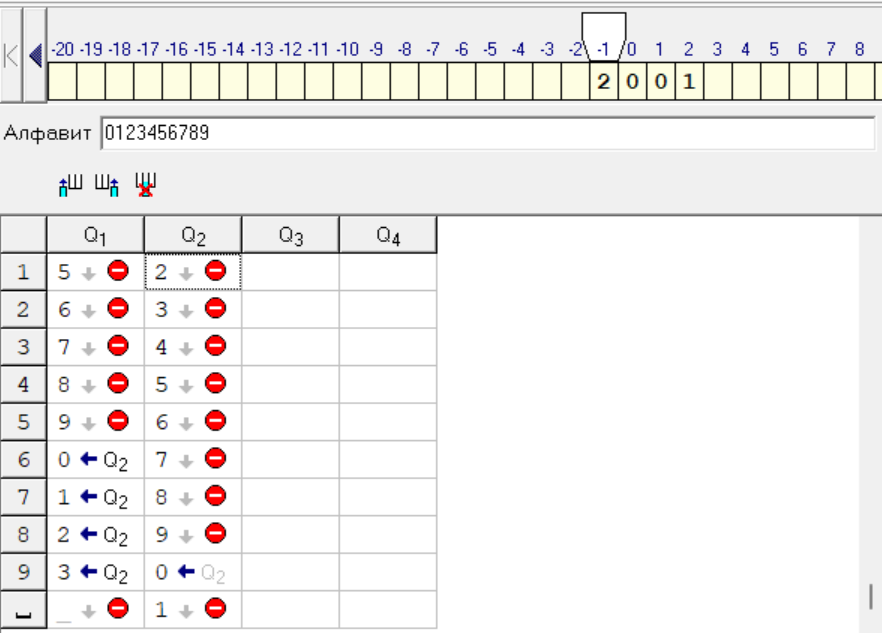 -20 -19 -18 -17 -16 -15 -14 -13 -12 -11 -10 -9 -8 -7 -6 -5 -4 -3 -2 -1 0 1 2 3 4 5 6 7 8
2 0 0 1
Алфавит 0123456789
Q1 Q2 Q3 Q4
1 5 2
2 6 3
3 7 4
4 8 5
5 9 6
6 0 ← Q2 7
7 1 ← Q2 8
8 2 ← Q2 9
9 3 ← Q2 0 ← Q2
_ 1